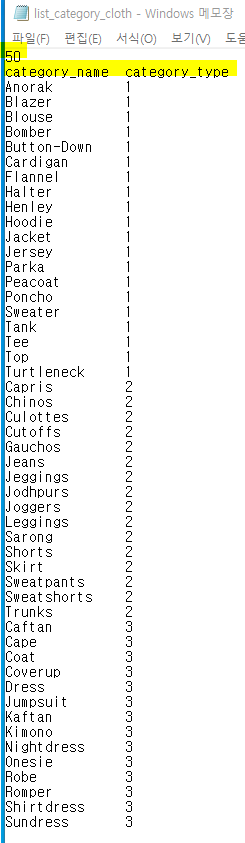 list_category_cloth - Windows 메모장
파일(F) 편집(E) 서식(O) 보기(V)
50
category_name category_type
Anorak 1
Blazer 1
Blouse 1
Bomber 1
Button-Down 1
Cardigan 1
Flannel 1
Halter 1
Henley 1
Hoodie 1
Jacket 1
Jersey 1
Parka 1
Peacoat 1
Poncho 1
Sweater 1
Tank 1
Tee 1
Top 1
Turtleneck 1
Capris 2
Chinos 2
Culottes 2
Cutoffs 2
Gauchos 2
Jeans 2
Jeggings 2
Jodhpurs 2
Joggers 2
Leggings 2
Sarong 2
Shorts 2
Skirt 2
Sweatpants 2
Sweatshorts 2
Trunks 2
Caftan 3
Cape 3
Coat 3
Coverup 3
Dress 3
Jumpsuit 3
Kaftan 3
Kimono 3
Nightdress 3
Onesie 3
Robe 3
Romper 3
Shirtdress 3
Sundress 3